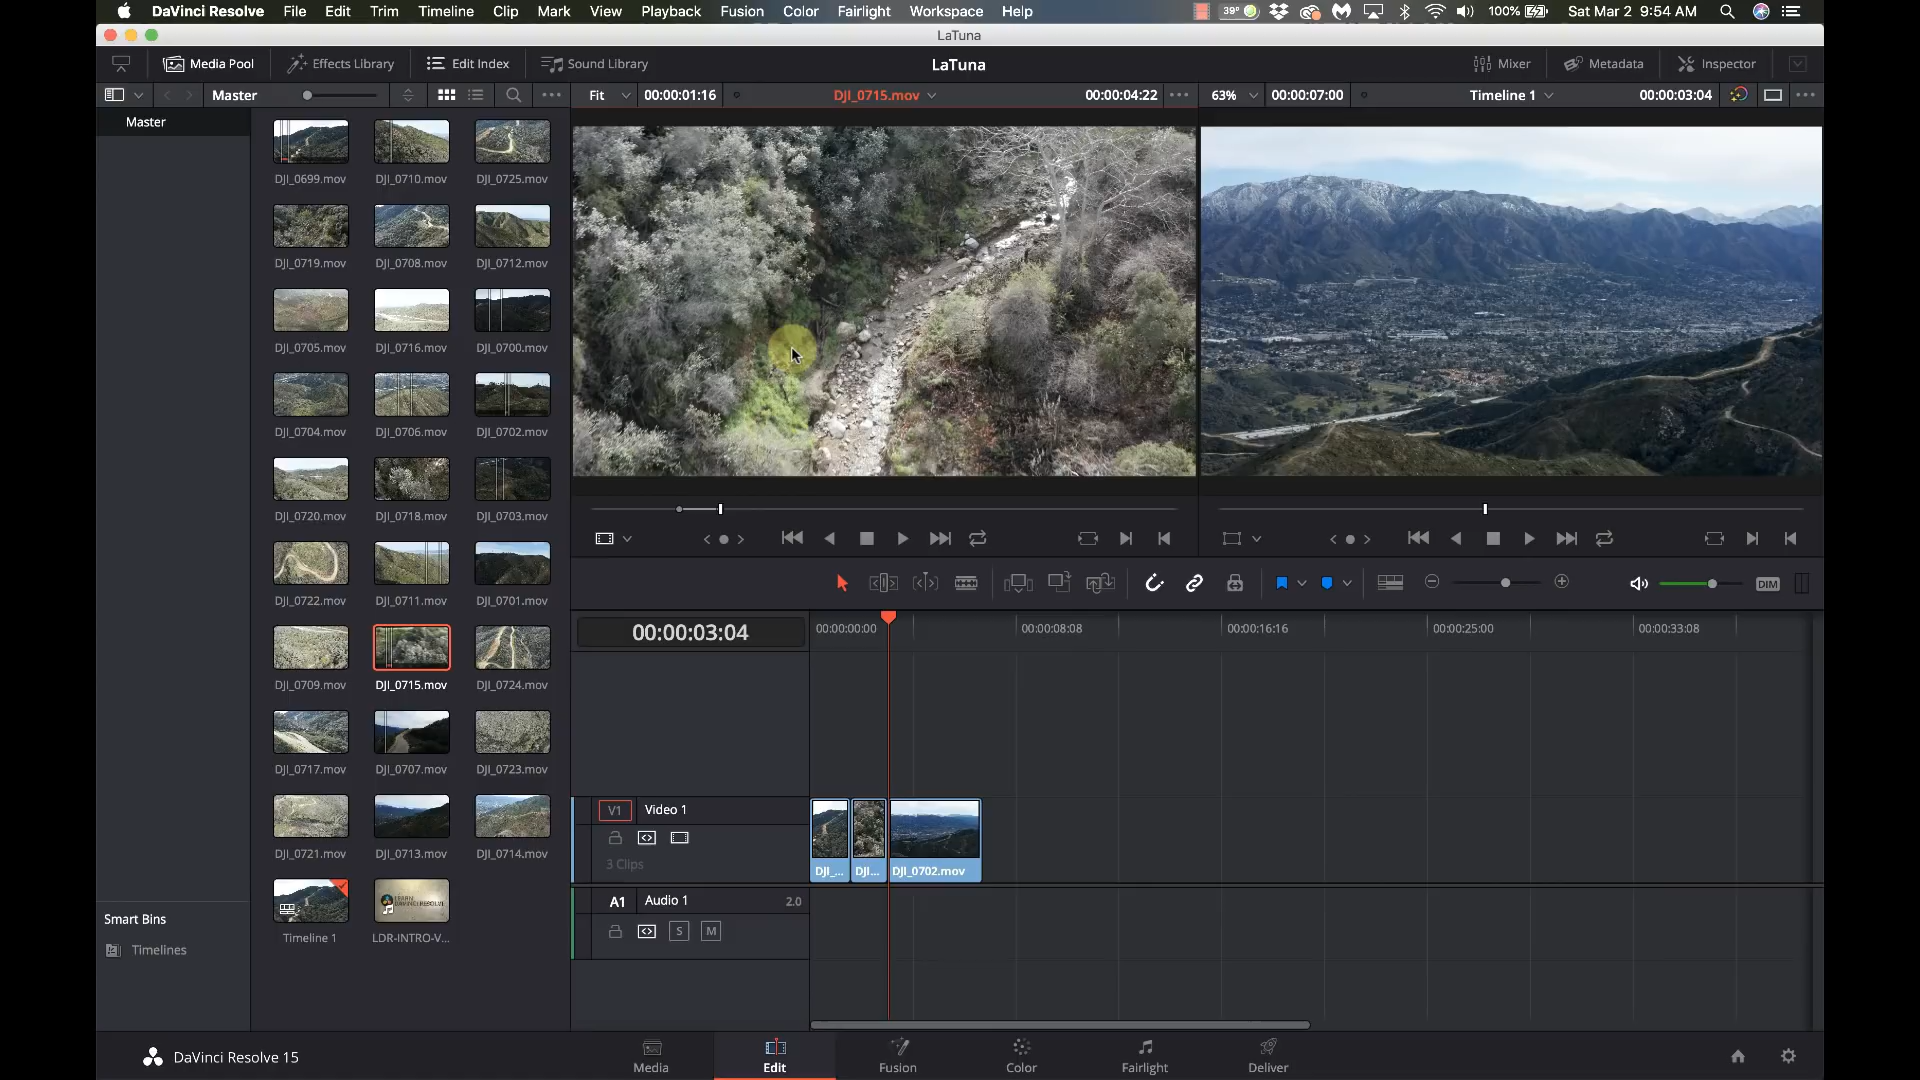 DaVinci Resolve File Edit Trim Timeline Clip Mark View Playback Fusion Color Fairlight Workspace Help 39° 100% Sat Mar 2 9:54 AM
LaTuna
Media Pool Effects Library Edit Index Sound Library LaTuna Mixer Metadata Inspector
Master Fit 00:00:01:16 DJI_0715.mov 00:00:04:22 63% 00:00:07:00 Timeline 1 00:00:03:04
Master
DJI_0699.mov DJI_0710.mov DJI_0725.mov
DJI_0719.mov DJI_0708.mov DJI_0712.mov
DJI_0705.mov DJI_0716.mov DJI_0700.mov
DJI_0704.mov DJI_0706.mov DJI_0702.mov
DJI_0720.mov DJI_0718.mov DJI_0703.mov
DJI_0722.mov DJI_0711.mov DJI_0701.mov
DJI_0709.mov DJI_0715.mov DJI_0724.mov
DJI_0717.mov DJI_0707.mov DJI_0723.mov
DJI_0721.mov DJI_0713.mov DJI_0714.mov
Timeline 1 LDR-INTRO-V...
Smart Bins
Timelines
DIM
00:00:03:04 00:00:00:00 00:00:08:08 00:00:16:16 00:00:25:00 00:00:33:08
V1 Video 1
3 Clips
DJI_... DJI... DJI_0702.mov
A1 Audio 1 2.0
S M
DaVinci Resolve 15 Media Edit Fusion Color Fairlight Deliver